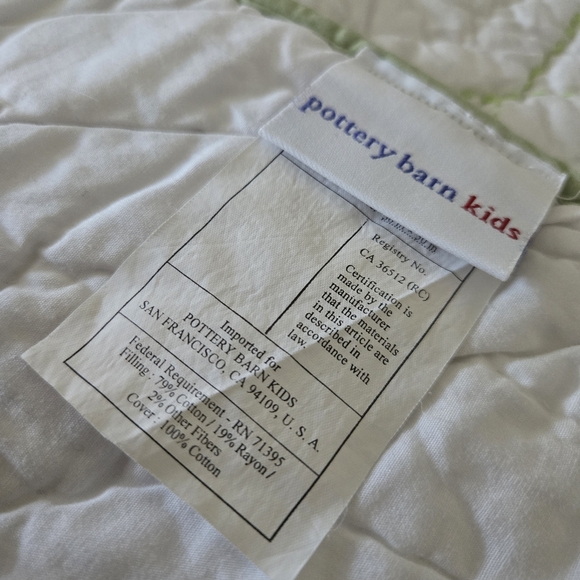 pottery barn kids
Registry No.
CA 36512 (RC)
Certification is
made by the
manufacturer
that the materials
in this article are
described in
accordance with
law.
Imported for
POTTERY BARN KIDS
SAN FRANCISCO, CA 94109, U. S. A.
Federal Requirement - RN 71395
Filling - 79% Cotton / 19% Rayon /
2% Other Fibers
Cover : 100% Cotton